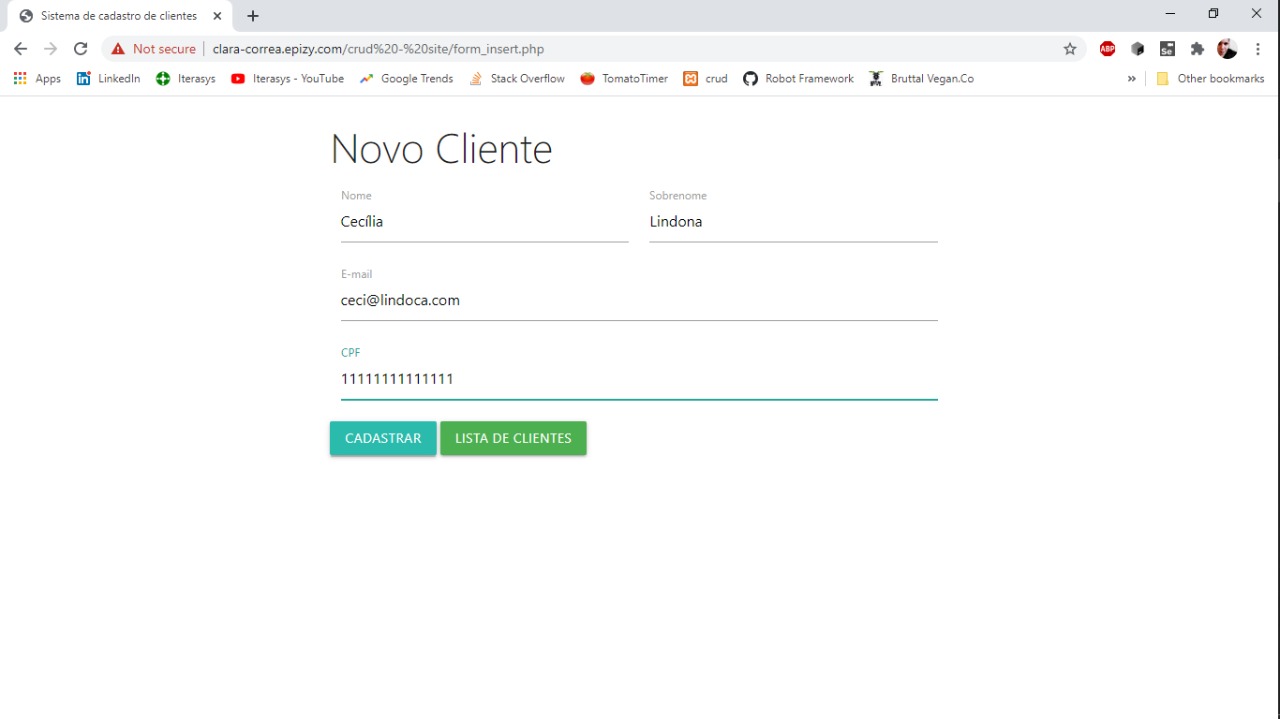 Sistema de cadastro de clientes
Not secure clara-correa.epizy.com/crud%20-%20site/form_insert.php ABP Se
Apps LinkedIn Iterasys Iterasys - YouTube Google Trends Stack Overflow TomatoTimer crud Robot Framework Bruttal Vegan.Co » Other bookmarks
Novo Cliente
Nome Sobrenome
Cecília Lindona
E-mail
ceci@lindoca.com
CPF
11111111111111
CADASTRAR LISTA DE CLIENTES